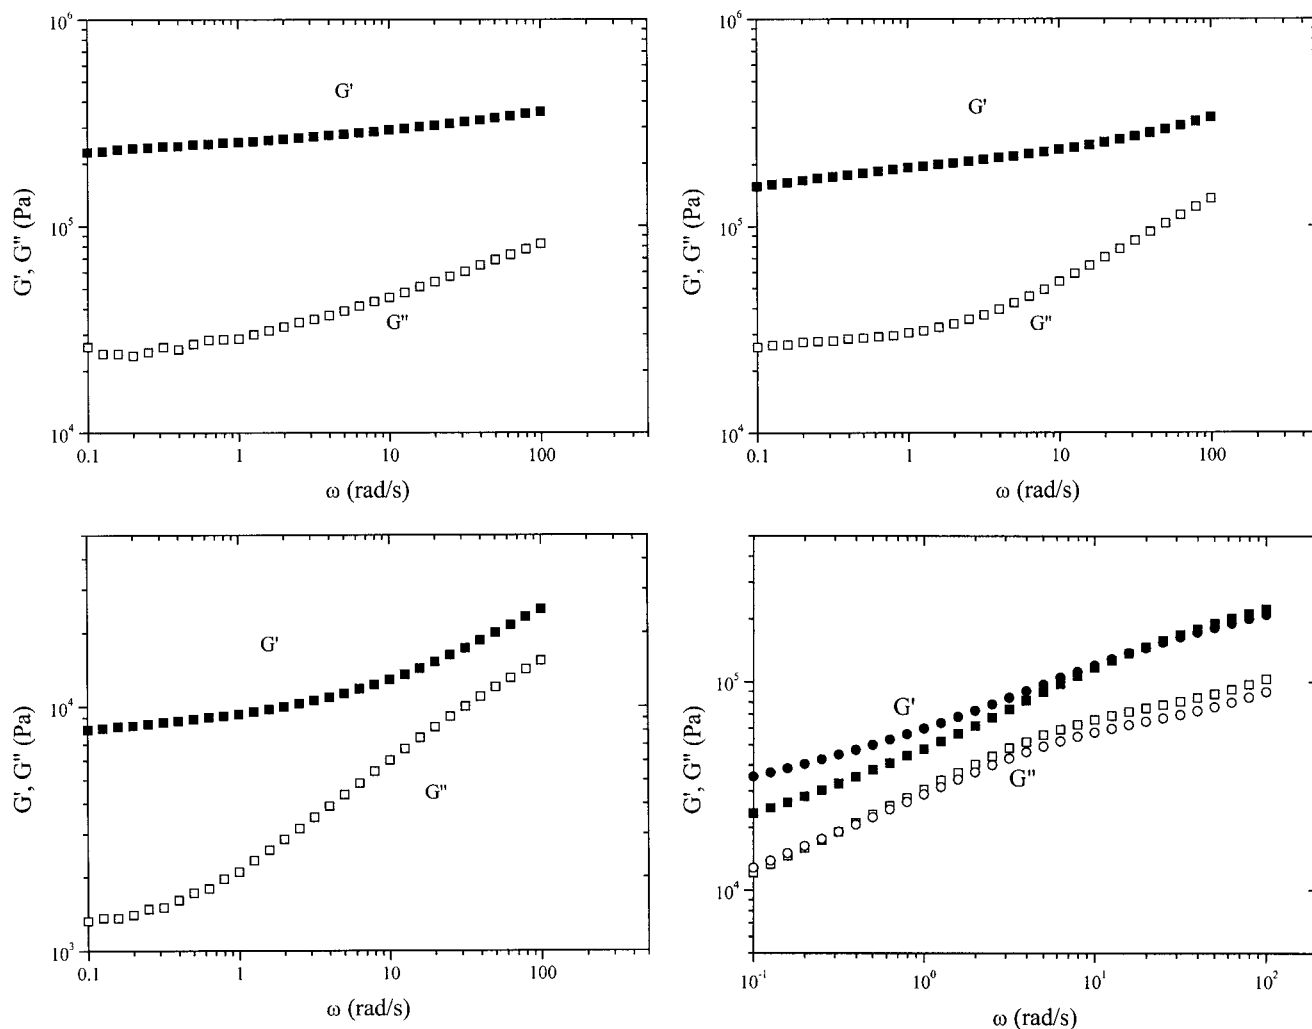 10⁶
G'
G', G'' (Pa)
10⁵
G''
10⁴
0.1 1 10 100
ω (rad/s)
10⁶
G'
G', G'' (Pa)
10⁵
G''
10⁴
0.1 1 10 100
ω (rad/s)
G'
G', G'' (Pa)
10⁴
G''
10³
0.1 1 10 100
ω (rad/s)
G', G'' (Pa)
10⁵
G'
G''
10⁴
10⁻¹ 10⁰ 10¹ 10²
ω (rad/s)